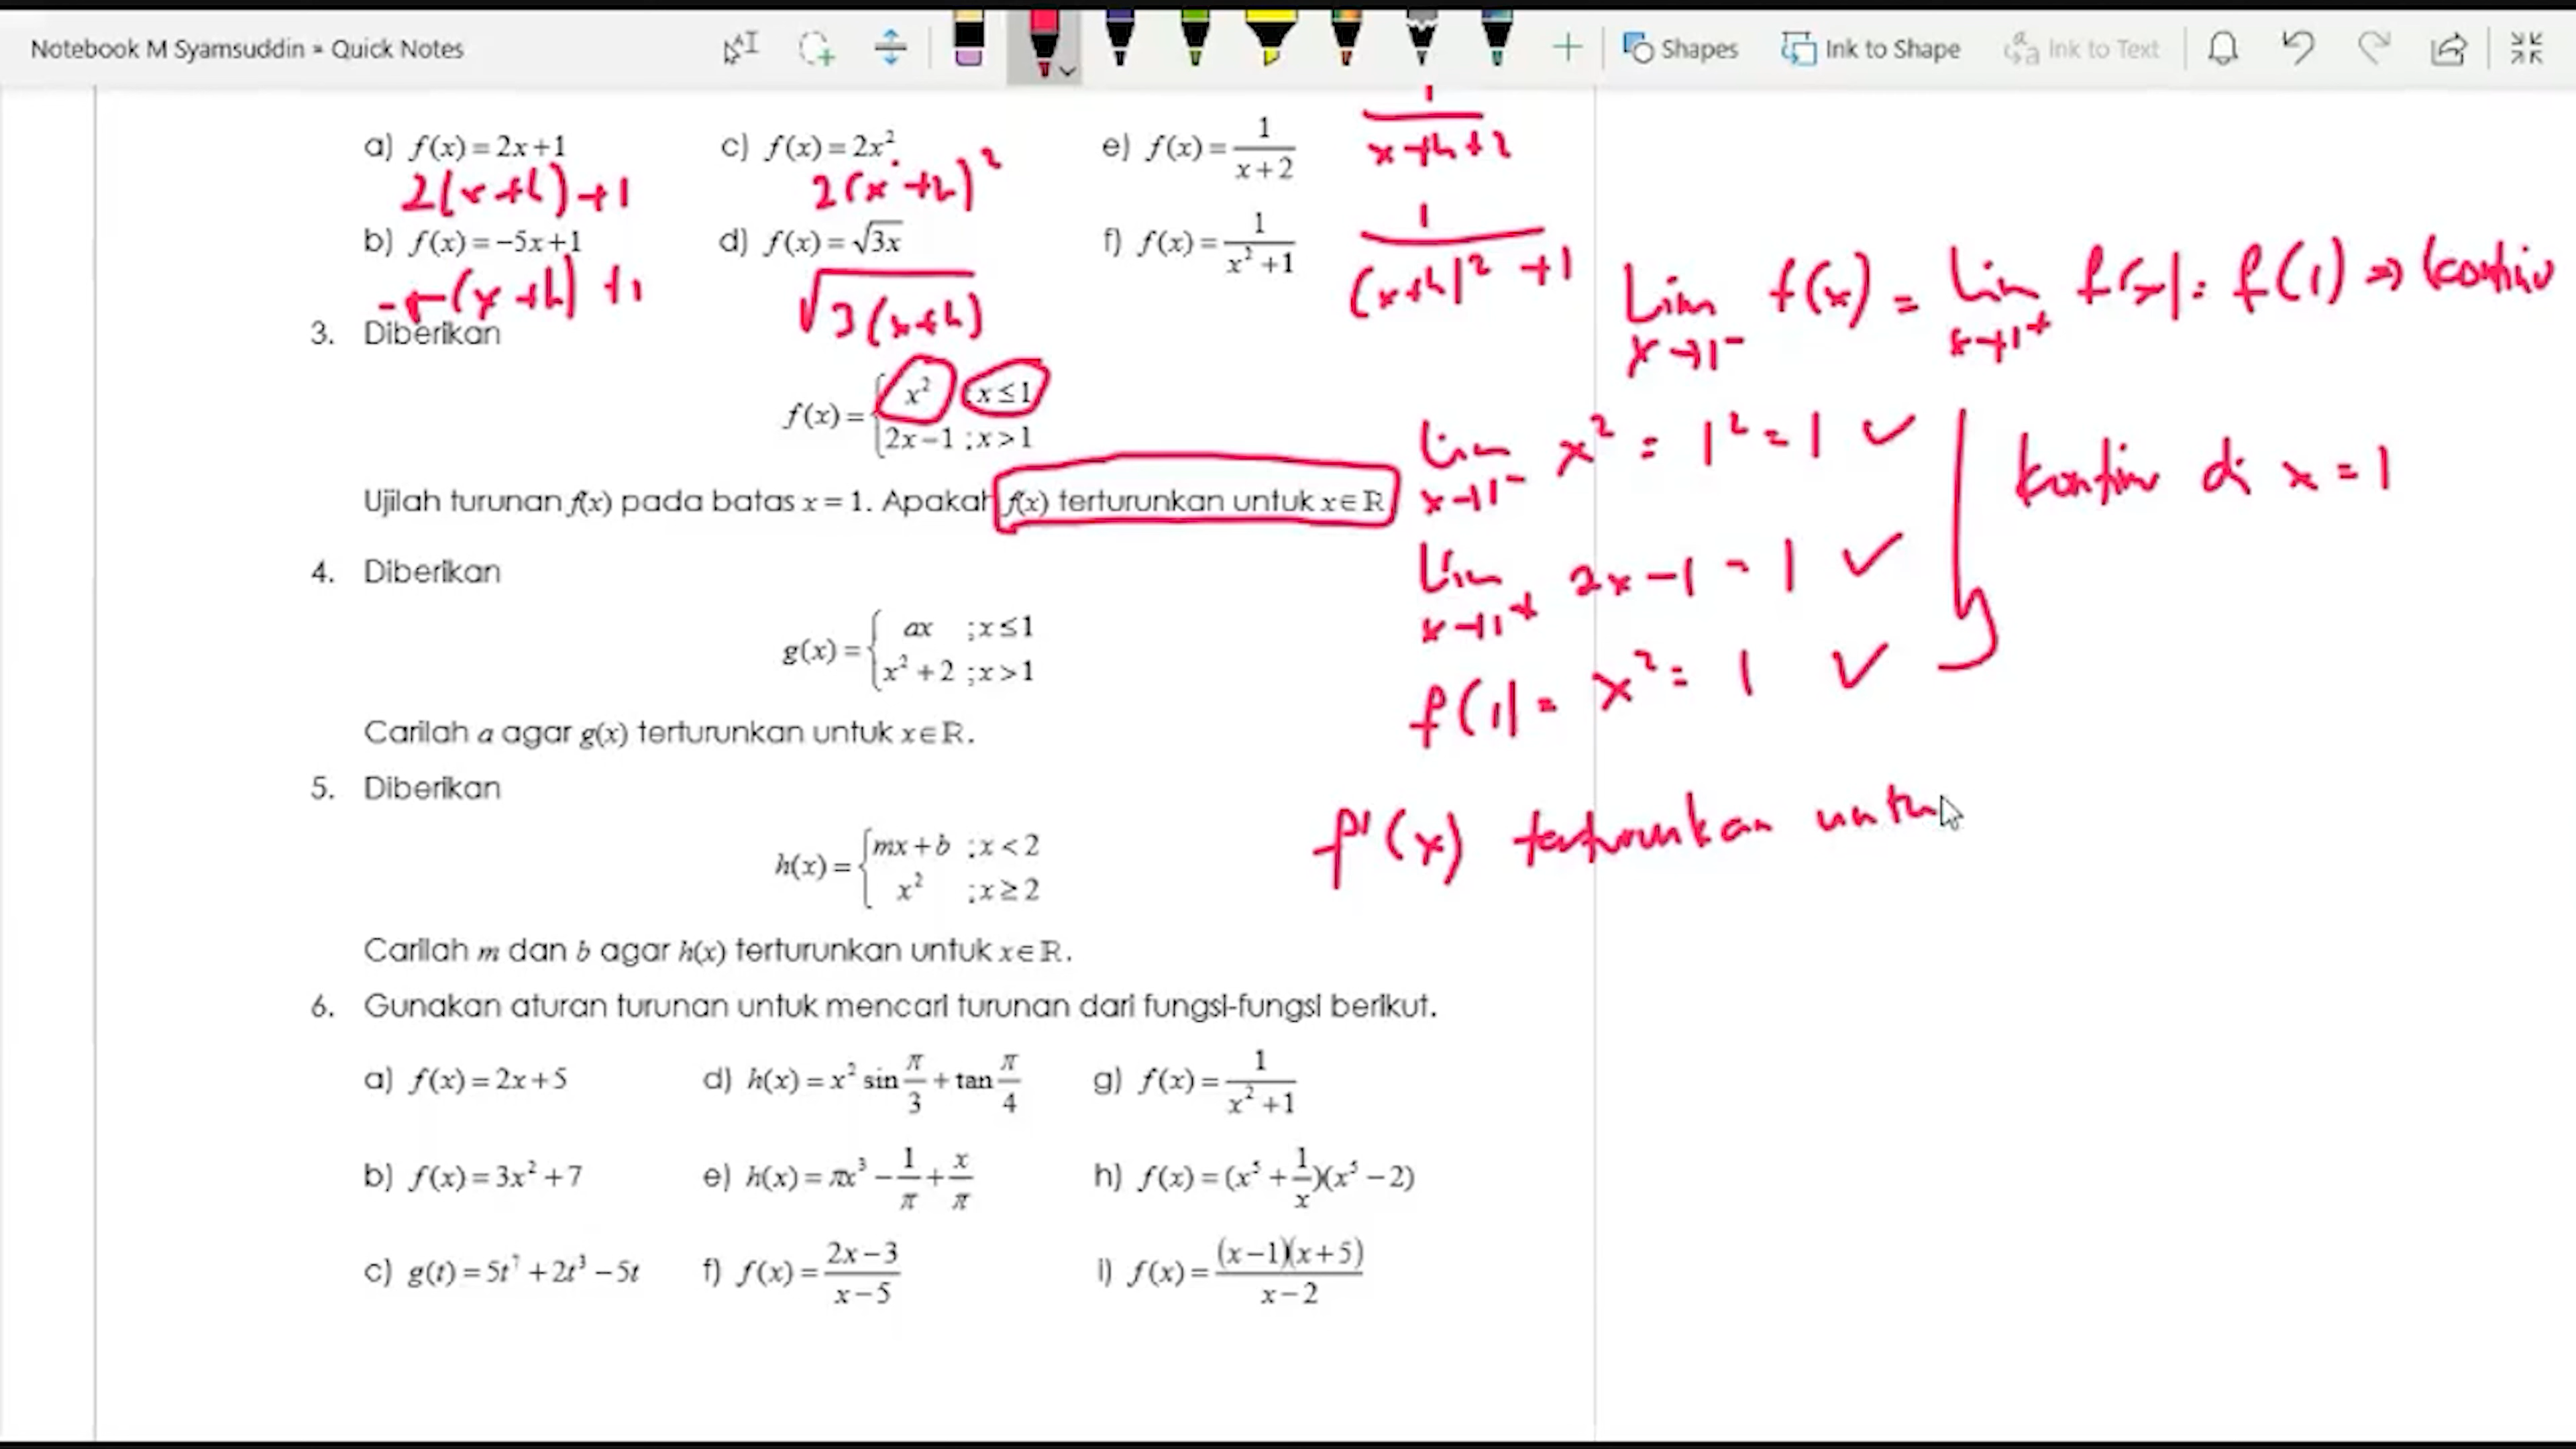 Notebook M Syamsuddin » Quick Notes
Shapes Ink to Shape Ink to Text
a) f(x) = 2x+1 c) f(x) = 2x² e) f(x) = 1/(x+2) 1/(x+h+2)
2(x+h)+1 2(x+h)²
b) f(x) = −5x+1 d) f(x) = √3x f) f(x) = 1/(x²+1) 1/((x+h)²+1)
-5(x+h)+1 √3(x+h)
Lim x→1⁻ f(x) = Lim x→1⁺ f(x) = f(1) ⇒ kontinu
3. Diberikan
f(x) = { x² ; x ≤ 1
2x−1 ; x > 1
Lim x→1⁻ x² = 1² = 1 ✓
kontinu di x = 1
Ujilah turunan f(x) pada batas x = 1. Apakah f(x) terturunkan untuk x∈ℝ
Lim x→1⁺ 2x−1 = 1 ✓
f(1) = x² = 1 ✓
4. Diberikan
g(x) = { ax ; x ≤ 1
x² + 2 ; x > 1
Carilah a agar g(x) terturunkan untuk x∈ℝ.
5. Diberikan
f'(x) terturunkan untu
h(x) = { mx + b ; x < 2
x² ; x ≥ 2
Carilah m dan b agar h(x) terturunkan untuk x∈ℝ.
6. Gunakan aturan turunan untuk mencari turunan dari fungsi-fungsi berikut.
a) f(x) = 2x+5 d) h(x) = x² sin π/3 + tan π/4 g) f(x) = 1/(x²+1)
b) f(x) = 3x² + 7 e) h(x) = πx³ − 1/π + x/π h) f(x) = (x⁵ + 1/x)(x⁵ − 2)
c) g(t) = 5t⁷ + 2t³ − 5t f) f(x) = (2x−3)/(x−5) i) f(x) = (x−1)(x+5)/(x−2)